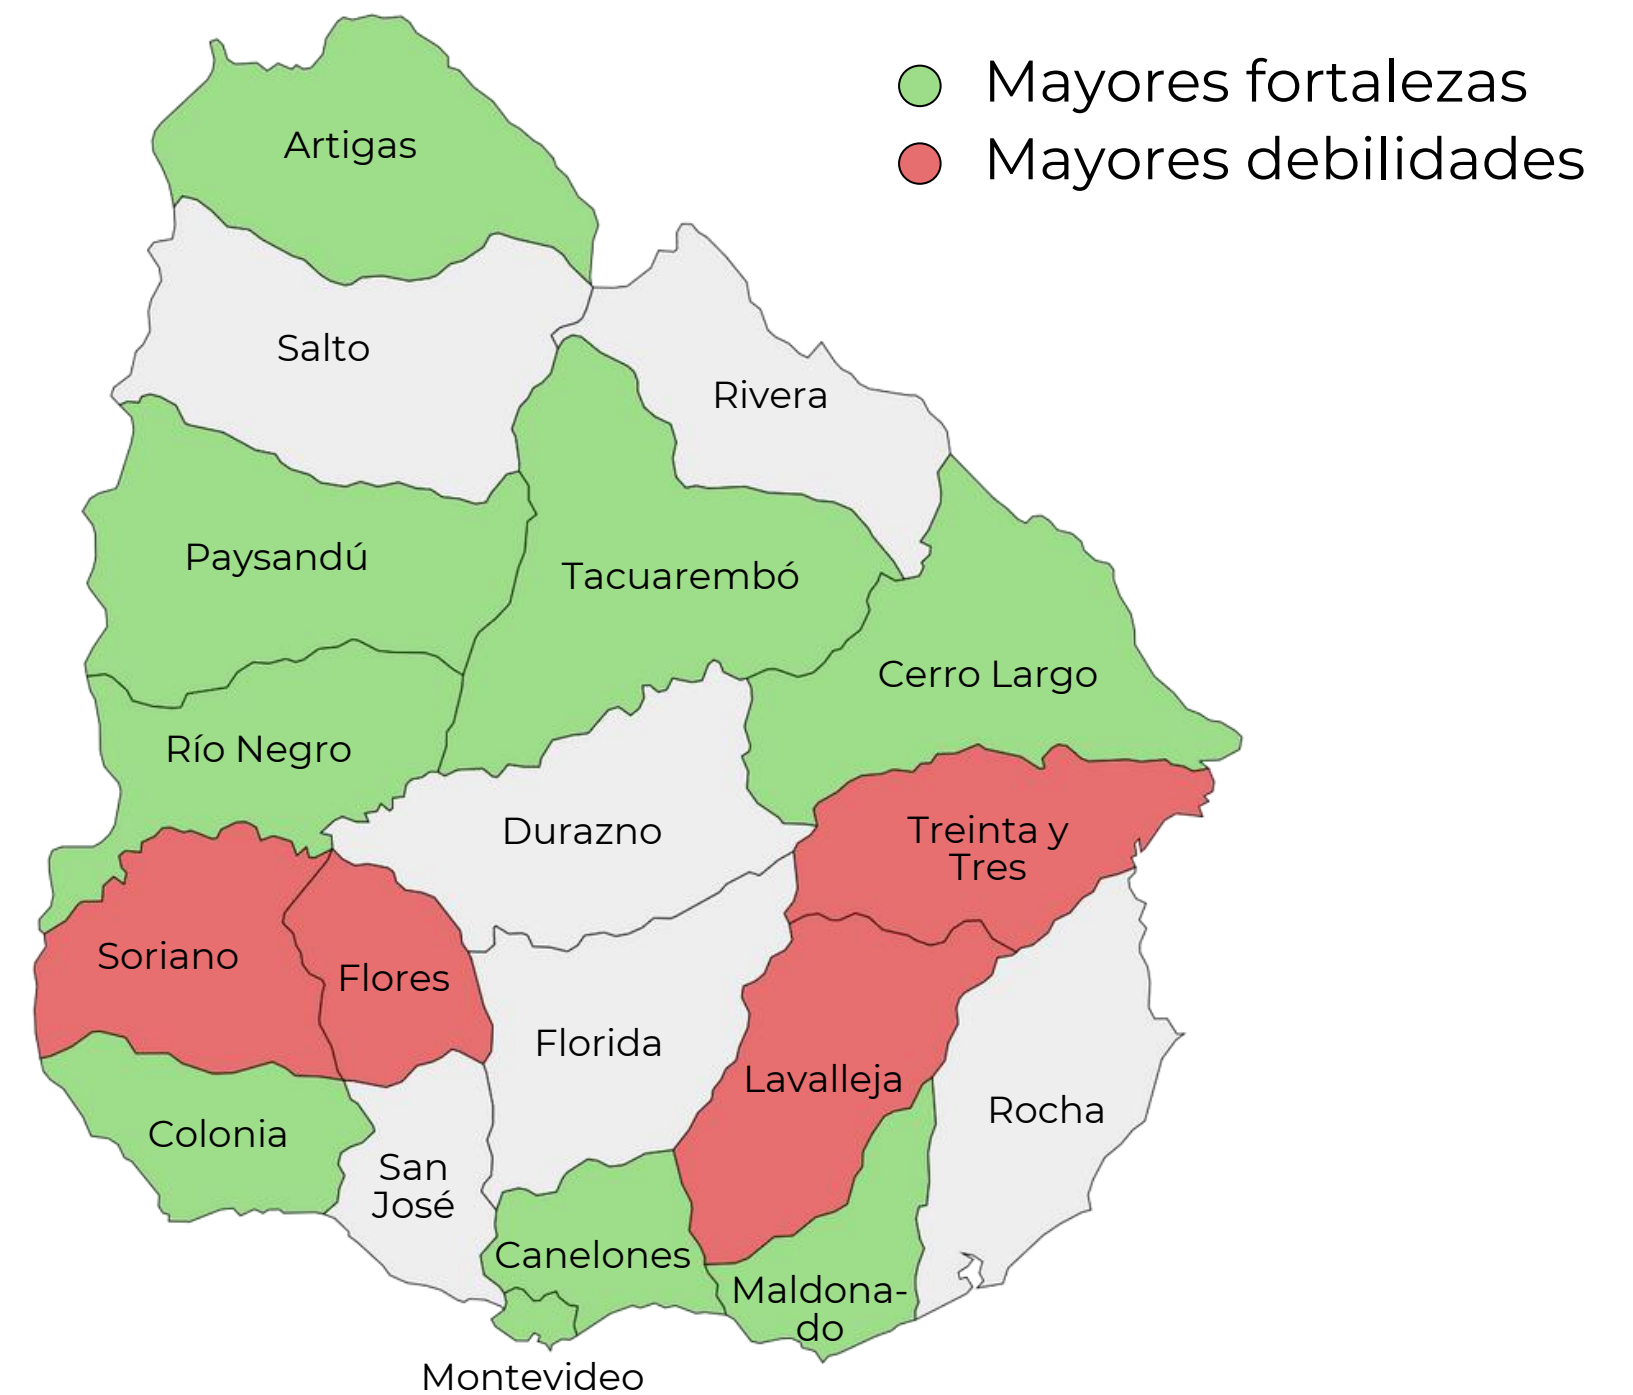 Mayores fortalezas
Mayores debilidades
Artigas
Salto
Rivera
Paysandú
Tacuarembó
Cerro Largo
Río Negro
Durazno
Treinta y
Tres
Soriano
Flores
Florida
Lavalleja
Rocha
Colonia
San
José
Canelones
Maldona-
do
Montevideo